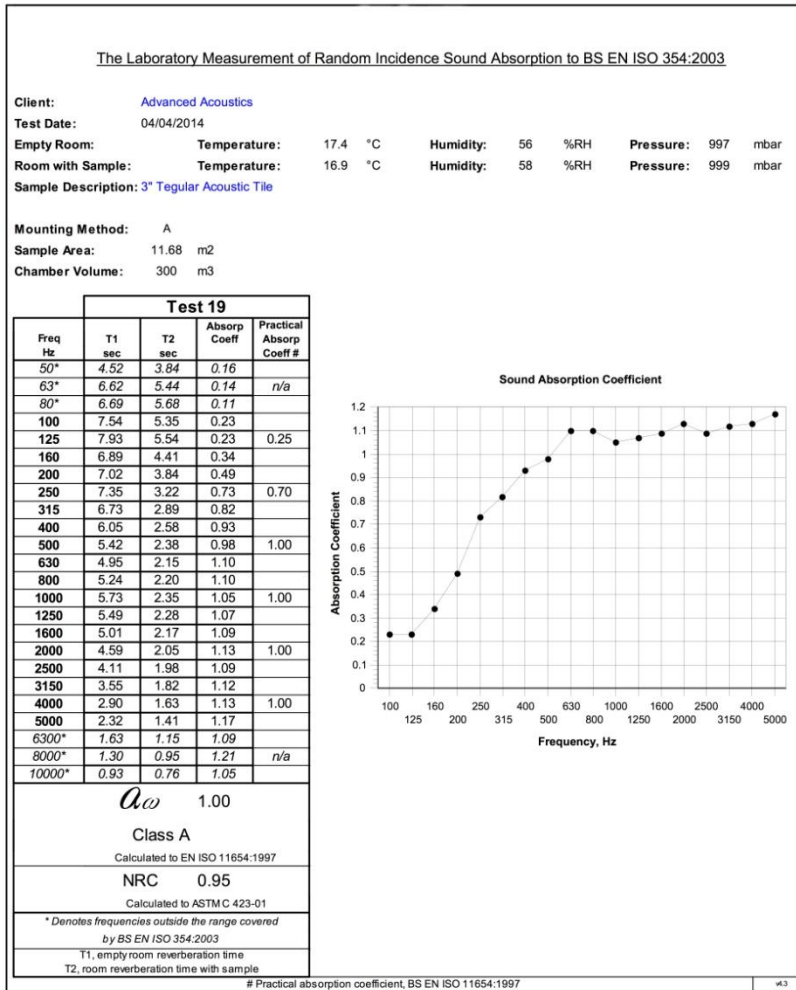 The Laboratory Measurement of Random Incidence Sound Absorption to BS EN ISO 354:2003
Client: Advanced Acoustics
Test Date: 04/04/2014
Empty Room: Temperature: 17.4 °C Humidity: 56 %RH Pressure: 997 mbar
Room with Sample: Temperature: 16.9 °C Humidity: 58 %RH Pressure: 999 mbar
Sample Description: 3" Tegular Acoustic Tile
Mounting Method: A
Sample Area: 11.68 m2
Chamber Volume: 300 m3
Test 19
Freq Hz T1 sec T2 sec Absorp Coeff Practical Absorp Coeff #
50* 4.52 3.84 0.16
63* 6.62 5.44 0.14 n/a
80* 6.69 5.68 0.11
100 7.54 5.35 0.23
125 7.93 5.54 0.23 0.25
160 6.89 4.41 0.34
200 7.02 3.84 0.49
250 7.35 3.22 0.73 0.70
315 6.73 2.89 0.82
400 6.05 2.58 0.93
500 5.42 2.38 0.98 1.00
630 4.95 2.15 1.10
800 5.24 2.20 1.10
1000 5.73 2.35 1.05 1.00
1250 5.49 2.28 1.07
1600 5.01 2.17 1.09
2000 4.59 2.05 1.13 1.00
2500 4.11 1.98 1.09
3150 3.55 1.82 1.12
4000 2.90 1.63 1.13 1.00
5000 2.32 1.41 1.17
6300* 1.63 1.15 1.09
8000* 1.30 0.95 1.21 n/a
10000* 0.93 0.76 1.05
aω 1.00
Class A
Calculated to EN ISO 11654:1997
NRC 0.95
Calculated to ASTM C 423-01
* Denotes frequencies outside the range covered
by BS EN ISO 354:2003
T1, empty room reverberation time
T2, room reverberation time with sample
Sound Absorption Coefficient
Absorption Coefficient
1.2
1.1
1
0.9
0.8
0.7
0.6
0.5
0.4
0.3
0.2
0.1
0
100 160 250 400 630 1000 1600 2500 4000
125 200 315 500 800 1250 2000 3150 5000
Frequency, Hz
# Practical absorption coefficient, BS EN ISO 11654:1997
v4.3